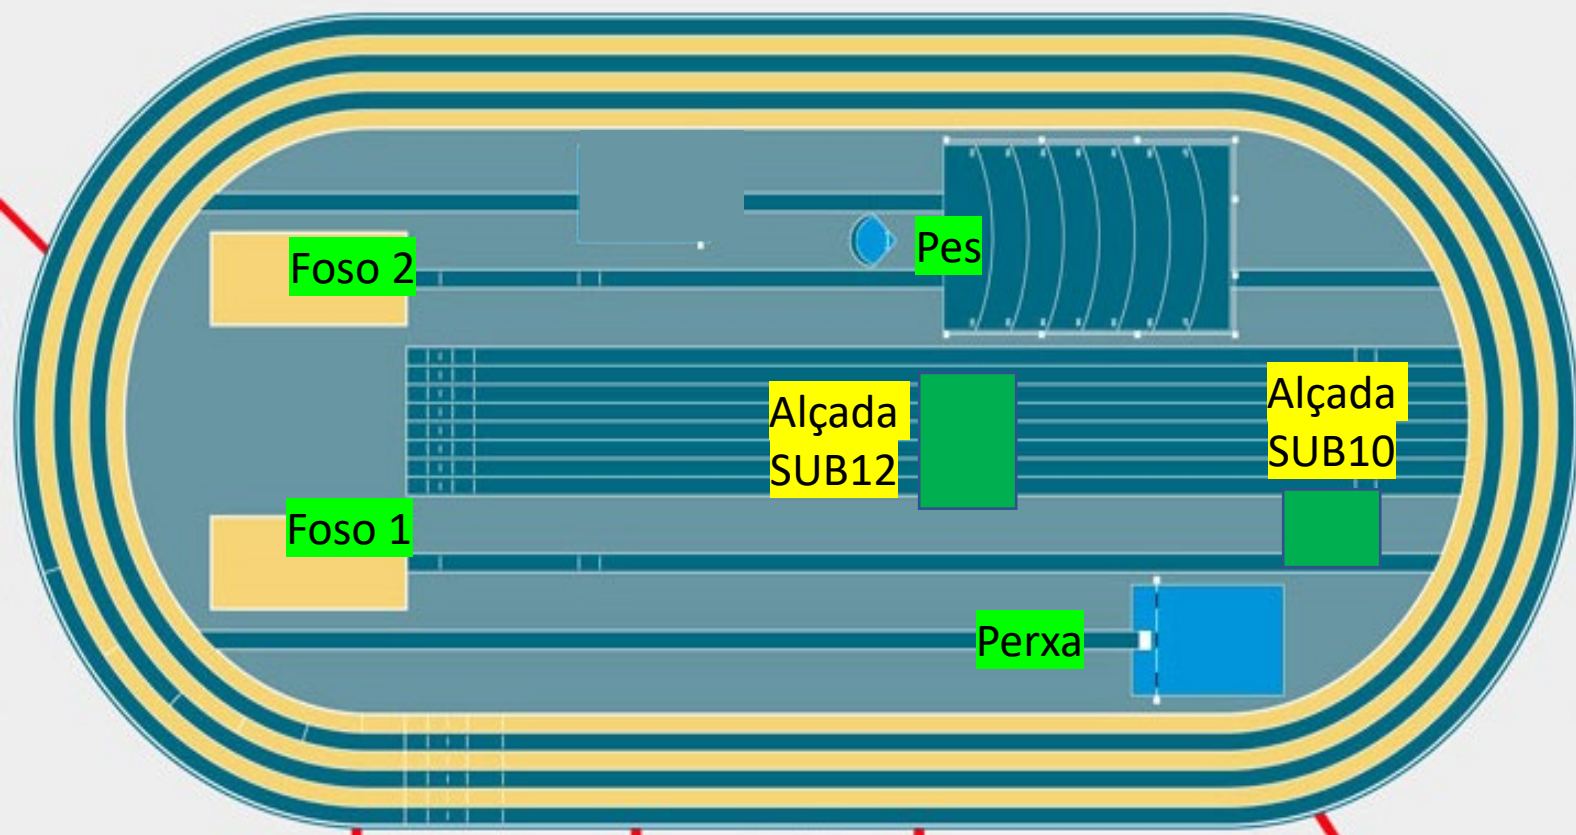 Foso 2
Pes
Alçada
SUB12
Alçada
SUB10
Foso 1
Perxa